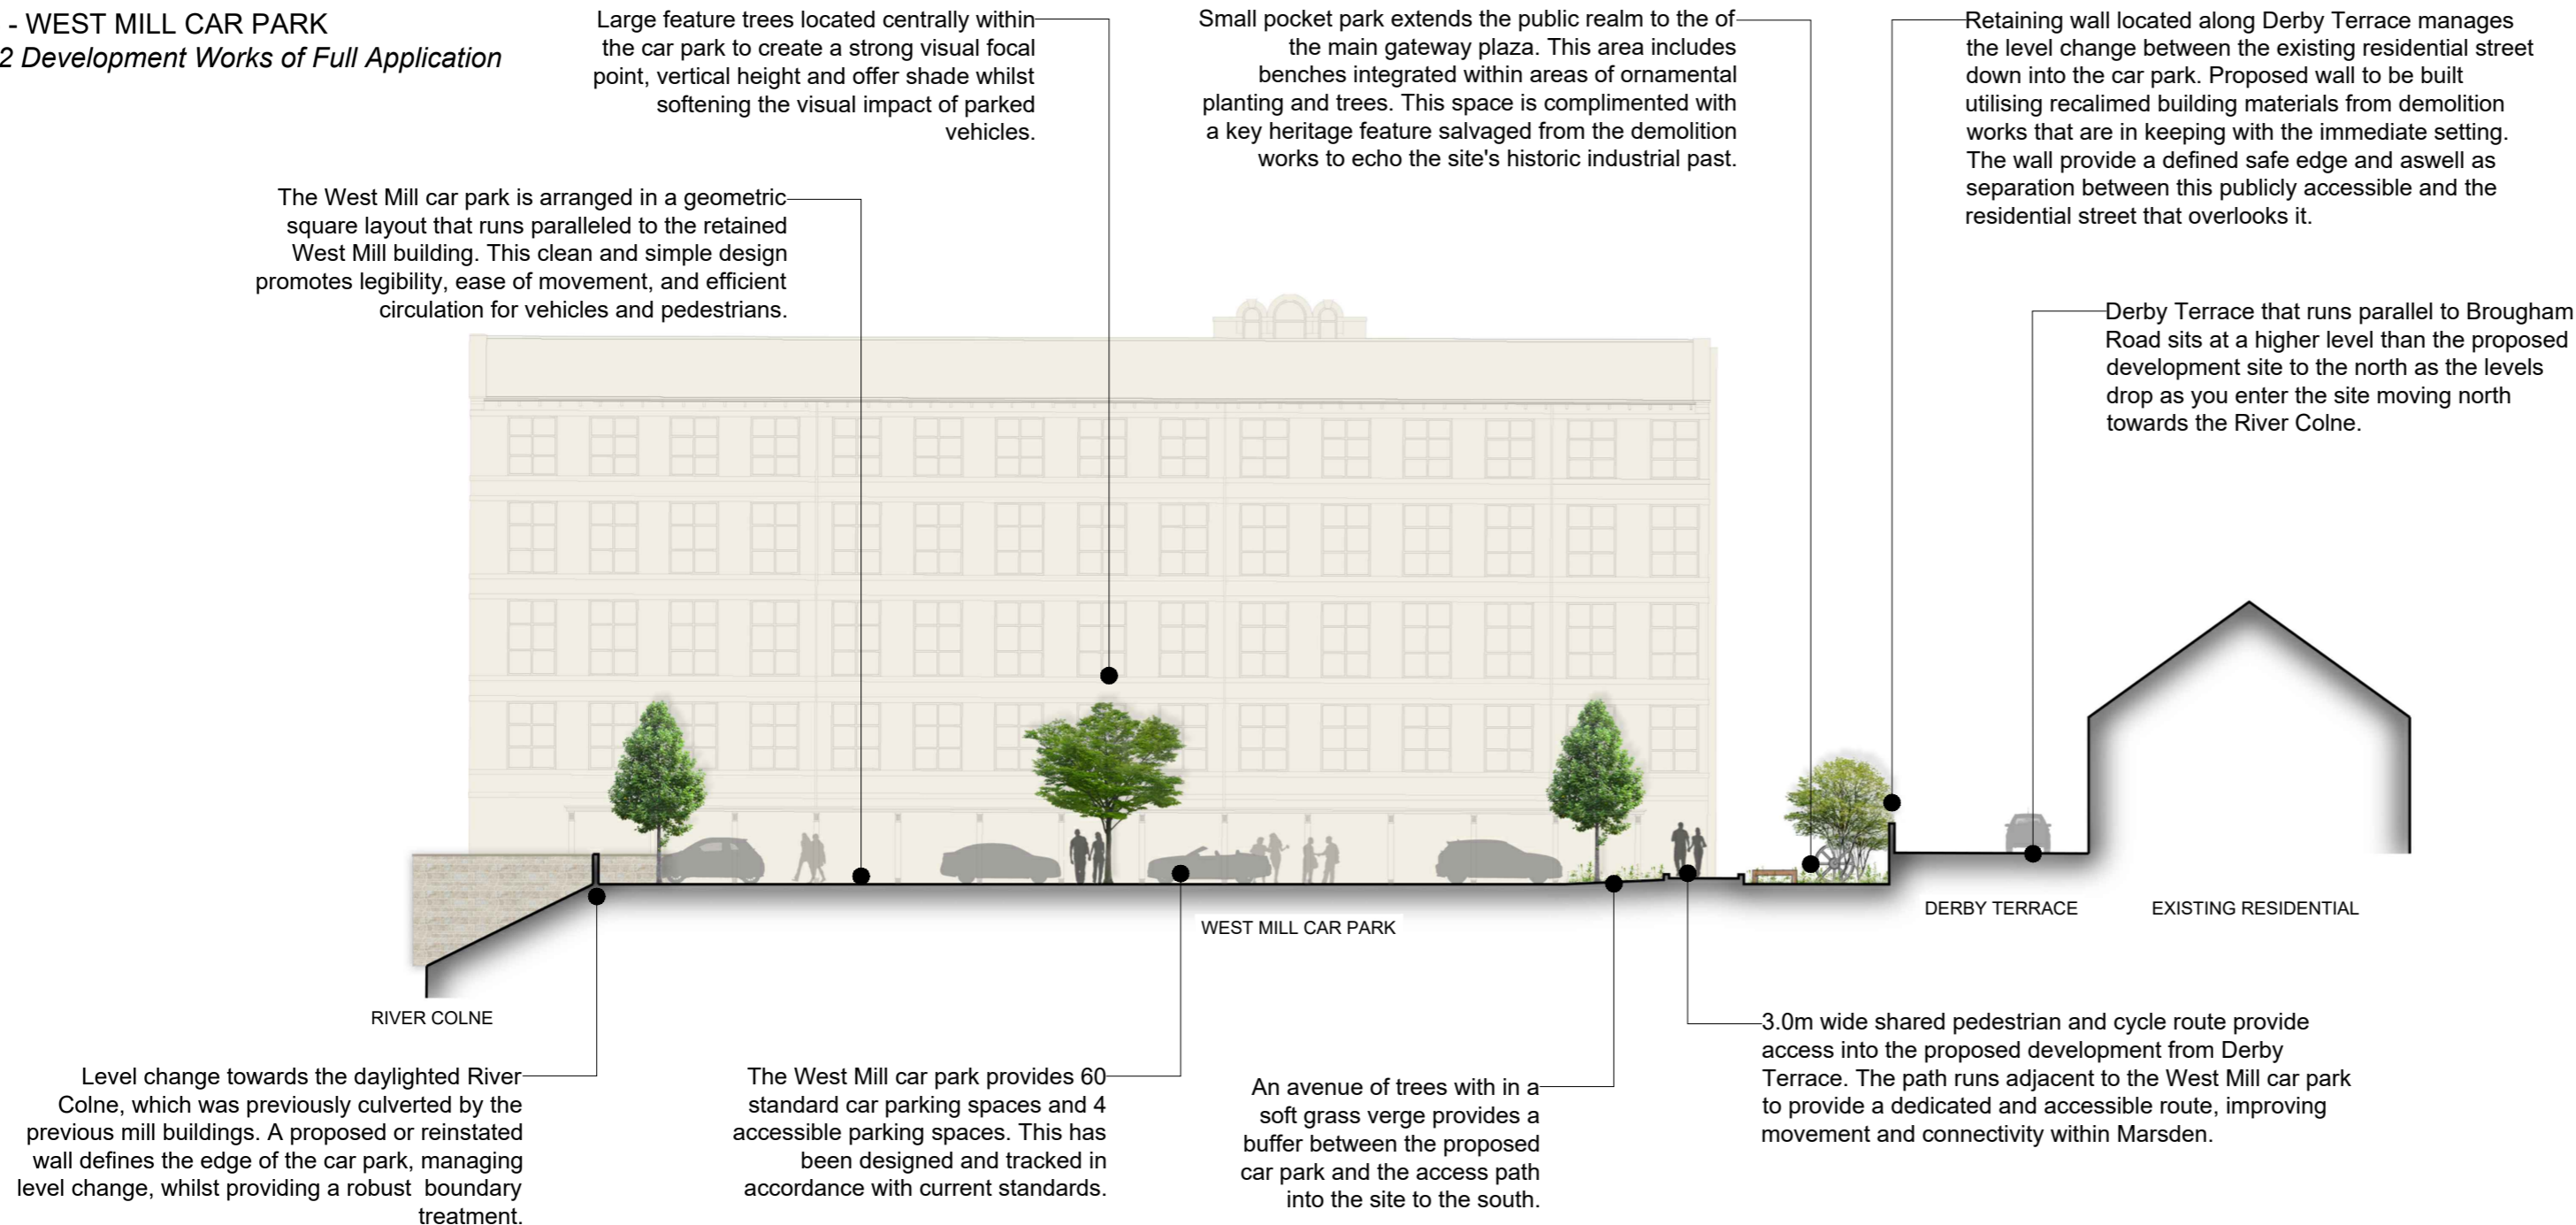 - WEST MILL CAR PARK
2 Development Works of Full Application
Large feature trees located centrally within
the car park to create a strong visual focal
point, vertical height and offer shade whilst
softening the visual impact of parked
vehicles.
Small pocket park extends the public realm to the of
the main gateway plaza. This area includes
benches integrated within areas of ornamental
planting and trees. This space is complimented with
a key heritage feature salvaged from the demolition
works to echo the site's historic industrial past.
Retaining wall located along Derby Terrace manages
the level change between the existing residential street
down into the car park. Proposed wall to be built
utilising recalimed building materials from demolition
works that are in keeping with the immediate setting.
The wall provide a defined safe edge and aswell as
separation between this publicly accessible and the
residential street that overlooks it.
The West Mill car park is arranged in a geometric
square layout that runs paralleled to the retained
West Mill building. This clean and simple design
promotes legibility, ease of movement, and efficient
circulation for vehicles and pedestrians.
Derby Terrace that runs parallel to Brougham
Road sits at a higher level than the proposed
development site to the north as the levels
drop as you enter the site moving north
towards the River Colne.
WEST MILL CAR PARK
DERBY TERRACE
EXISTING RESIDENTIAL
RIVER COLNE
Level change towards the daylighted River
Colne, which was previously culverted by the
previous mill buildings. A proposed or reinstated
wall defines the edge of the car park, managing
level change, whilst providing a robust  boundary
treatment.
The West Mill car park provides 60
standard car parking spaces and 4
accessible parking spaces. This has
been designed and tracked in
accordance with current standards.
An avenue of trees with in a
soft grass verge provides a
buffer between the proposed
car park and the access path
into the site to the south.
3.0m wide shared pedestrian and cycle route provide
access into the proposed development from Derby
Terrace. The path runs adjacent to the West Mill car park
to provide a dedicated and accessible route, improving
movement and connectivity within Marsden.